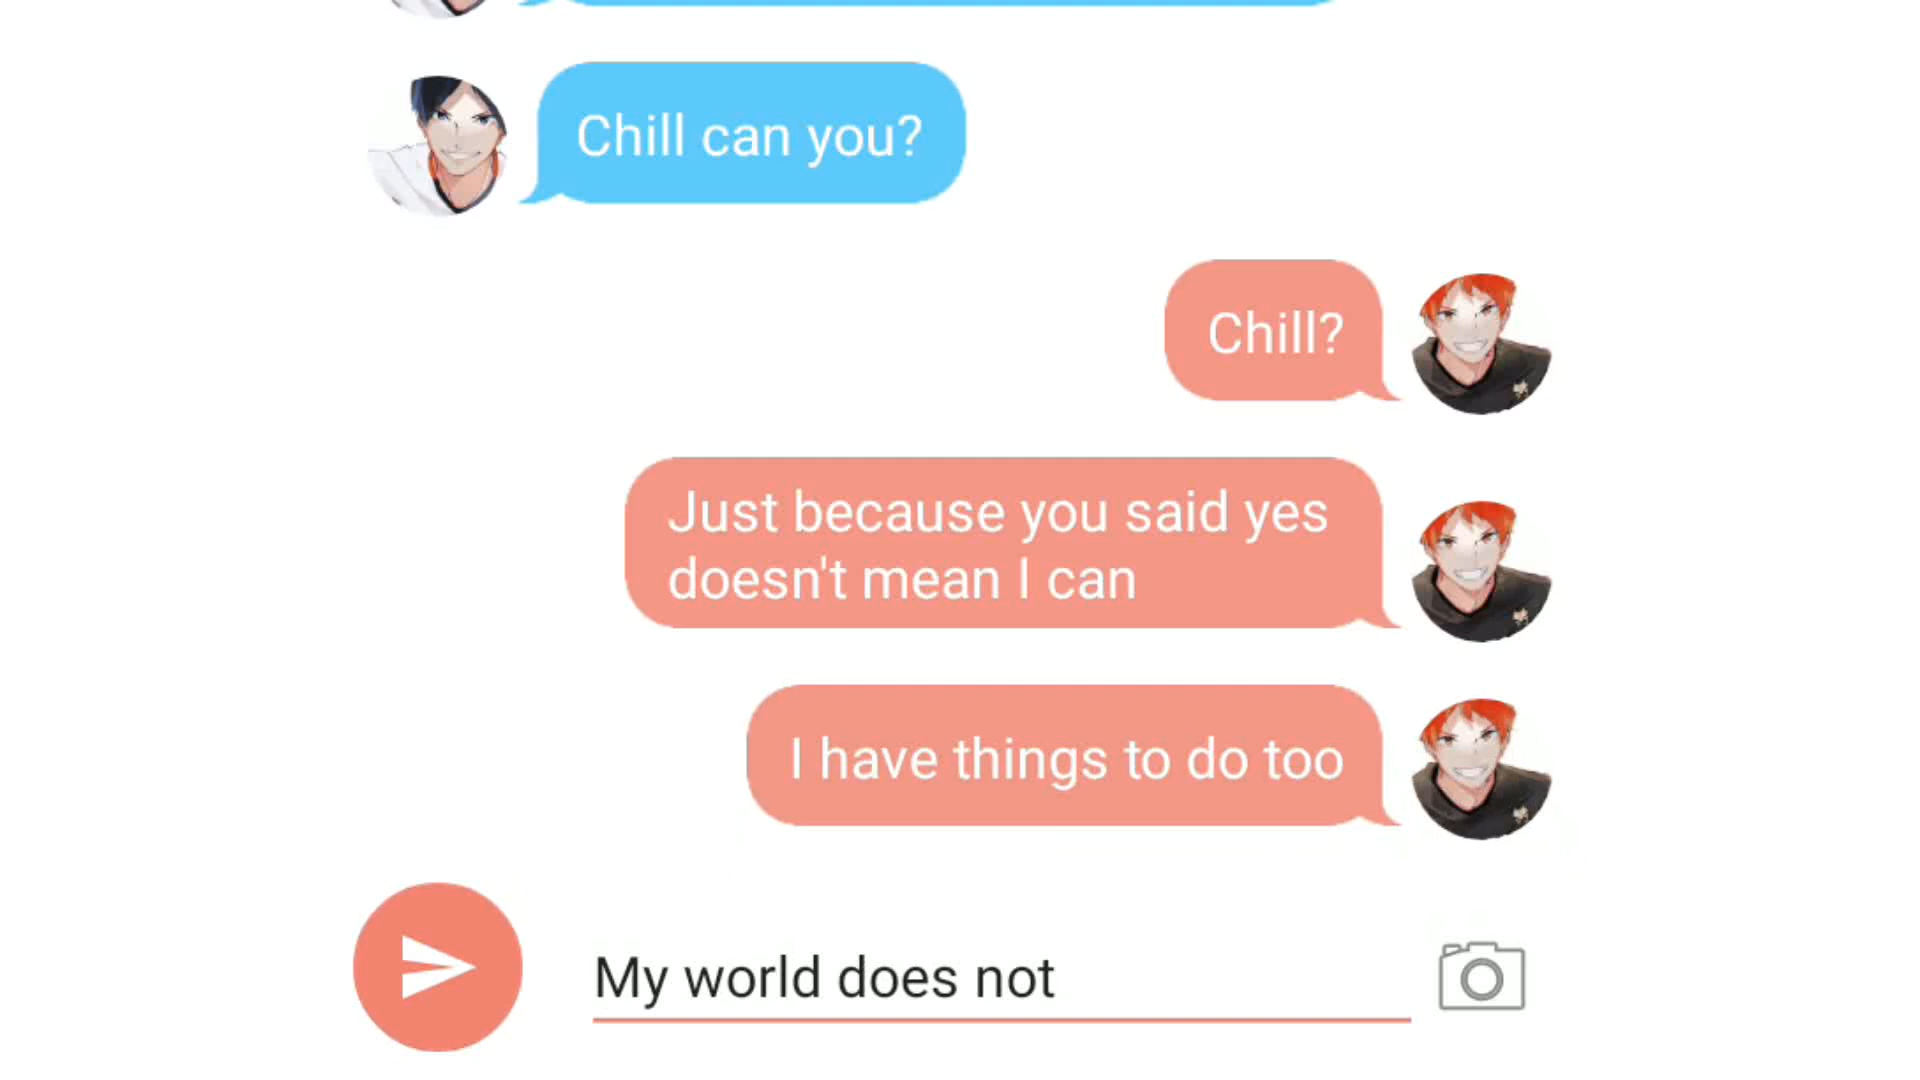 Chill can you?
Chill?
Just because you said yes
doesn't mean I can
I have things to do too
My world does not